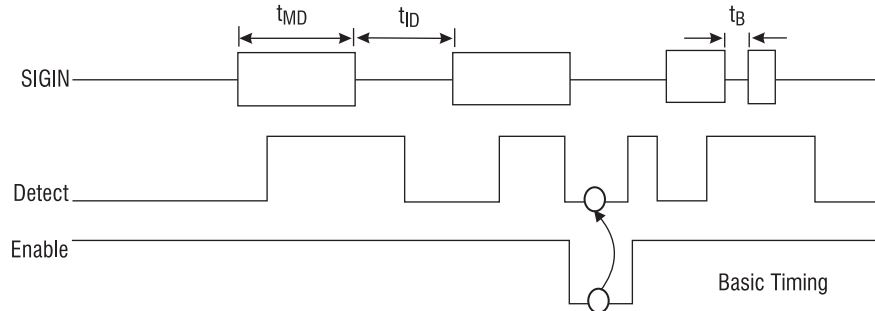 tMD
tID
tB
SIGIN
Detect
Enable
Basic Timing